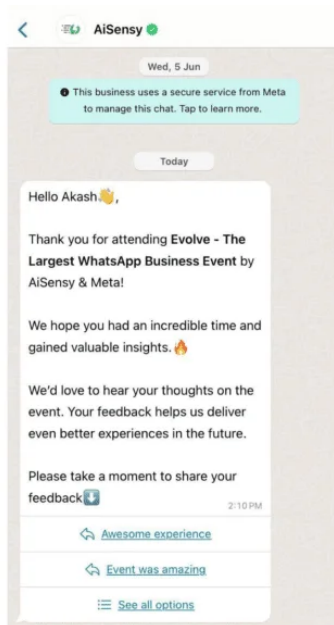 AiSensy
Wed, 5 Jun
This business uses a secure service from Meta
to manage this chat. Tap to learn more.
Today
Hello Akash👋,
Thank you for attending Evolve - The
Largest WhatsApp Business Event by
AiSensy & Meta!
We hope you had an incredible time and
gained valuable insights.🔥
We'd love to hear your thoughts on the
event. Your feedback helps us deliver
even better experiences in the future.
Please take a moment to share your
feedback⬇️
2:10 PM
Awesome experience
Event was amazing
See all options